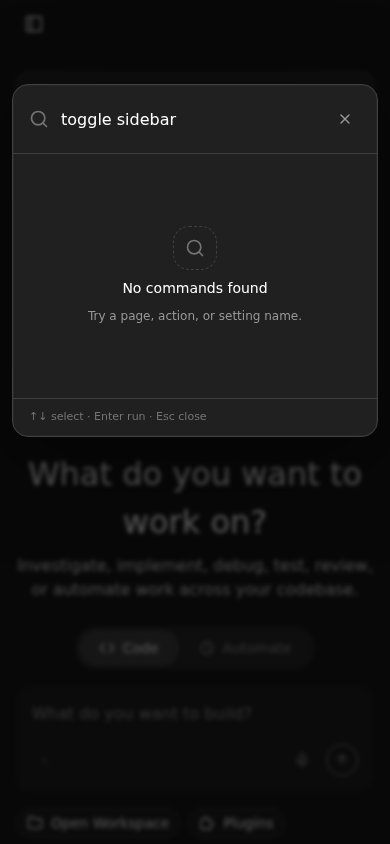 toggle sidebar
No commands found
Try a page, action, or setting name.
↑↓ select · Enter run · Esc close
What do you want to
work on?
Investigate, implement, debug, test, review,
or automate work across your codebase.
Code
Automate
What do you want to build?
Open Workspace
Plugins